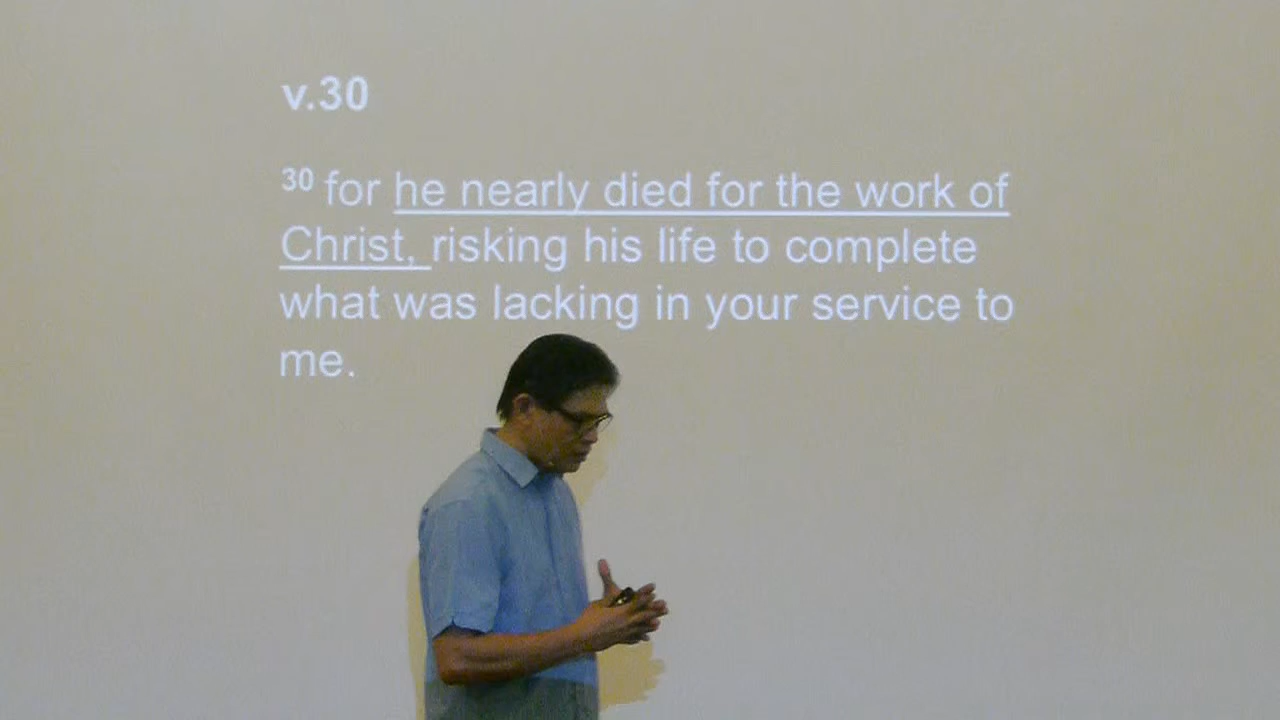 v.30
30 for he nearly died for the work of
Christ, risking his life to complete
what was lacking in your service to
me.